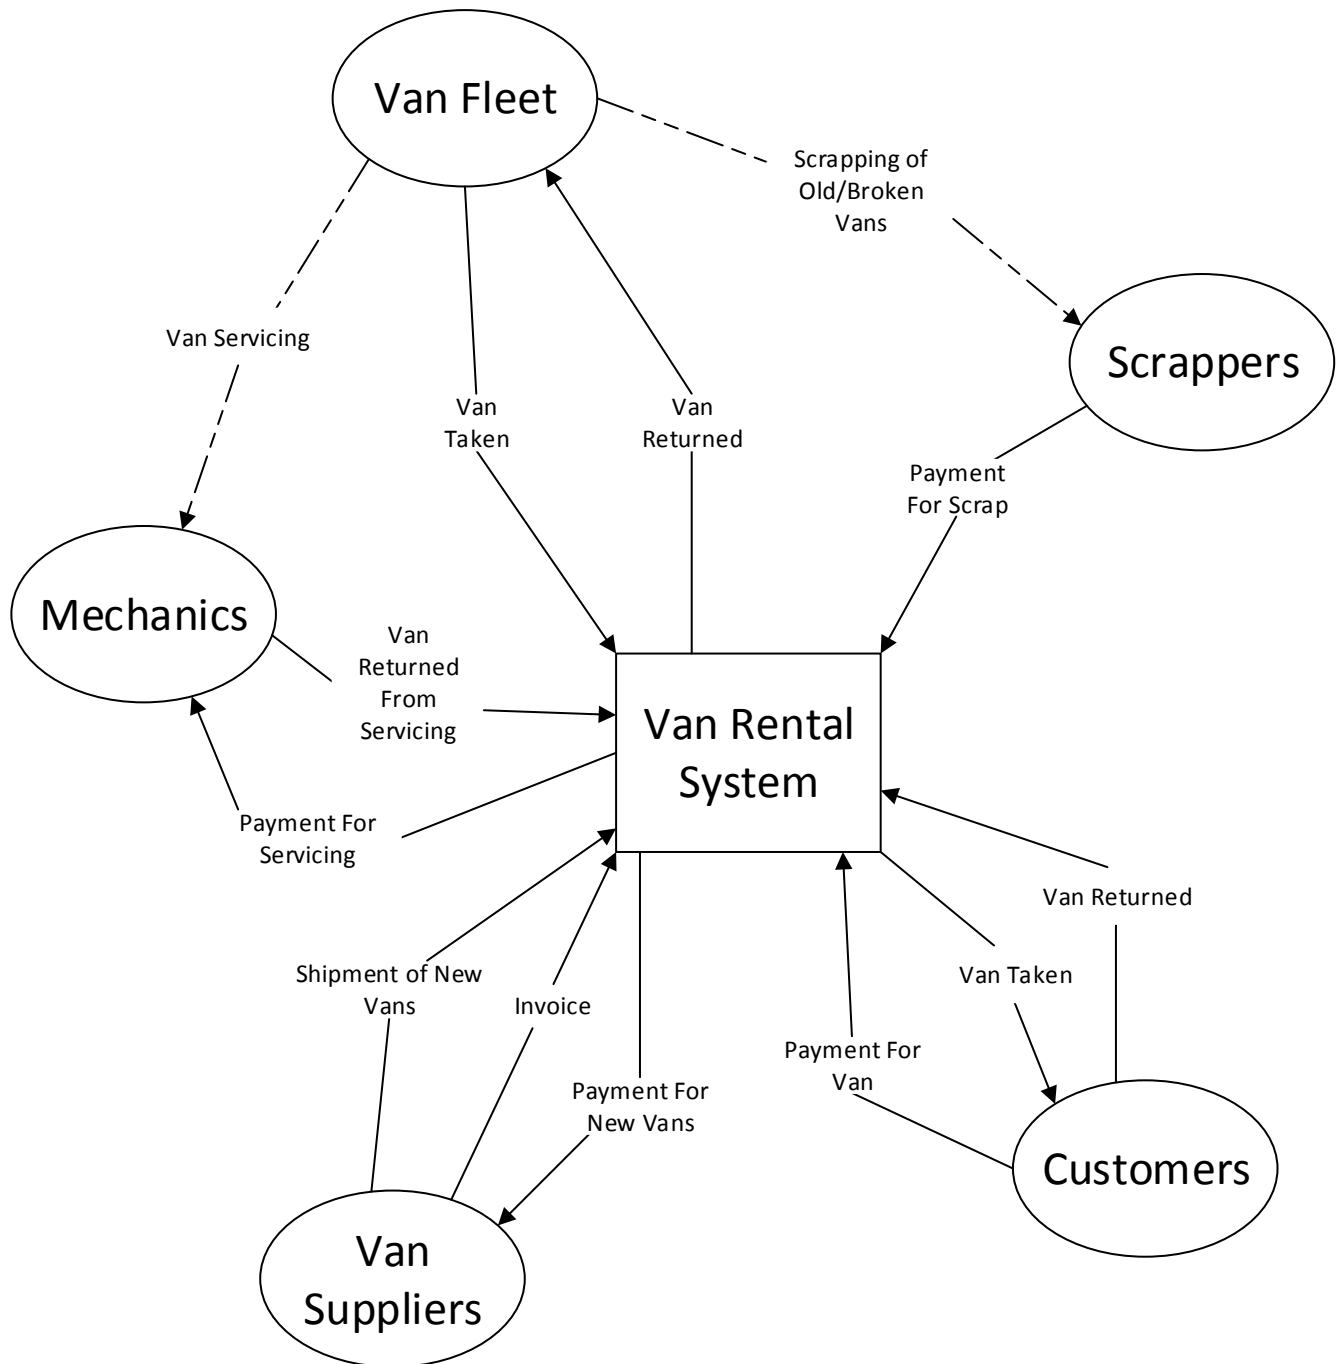 Van Fleet
Scrapping of
Old/Broken
Vans
Van Servicing
Scrappers
Van
Taken
Van
Returned
Payment
For Scrap
Mechanics
Van
Returned
From
Servicing
Van Rental
System
Payment For
Servicing
Van Returned
Shipment of New
Vans
Invoice
Van Taken
Payment For
Van
Payment For
New Vans
Customers
Van
Suppliers